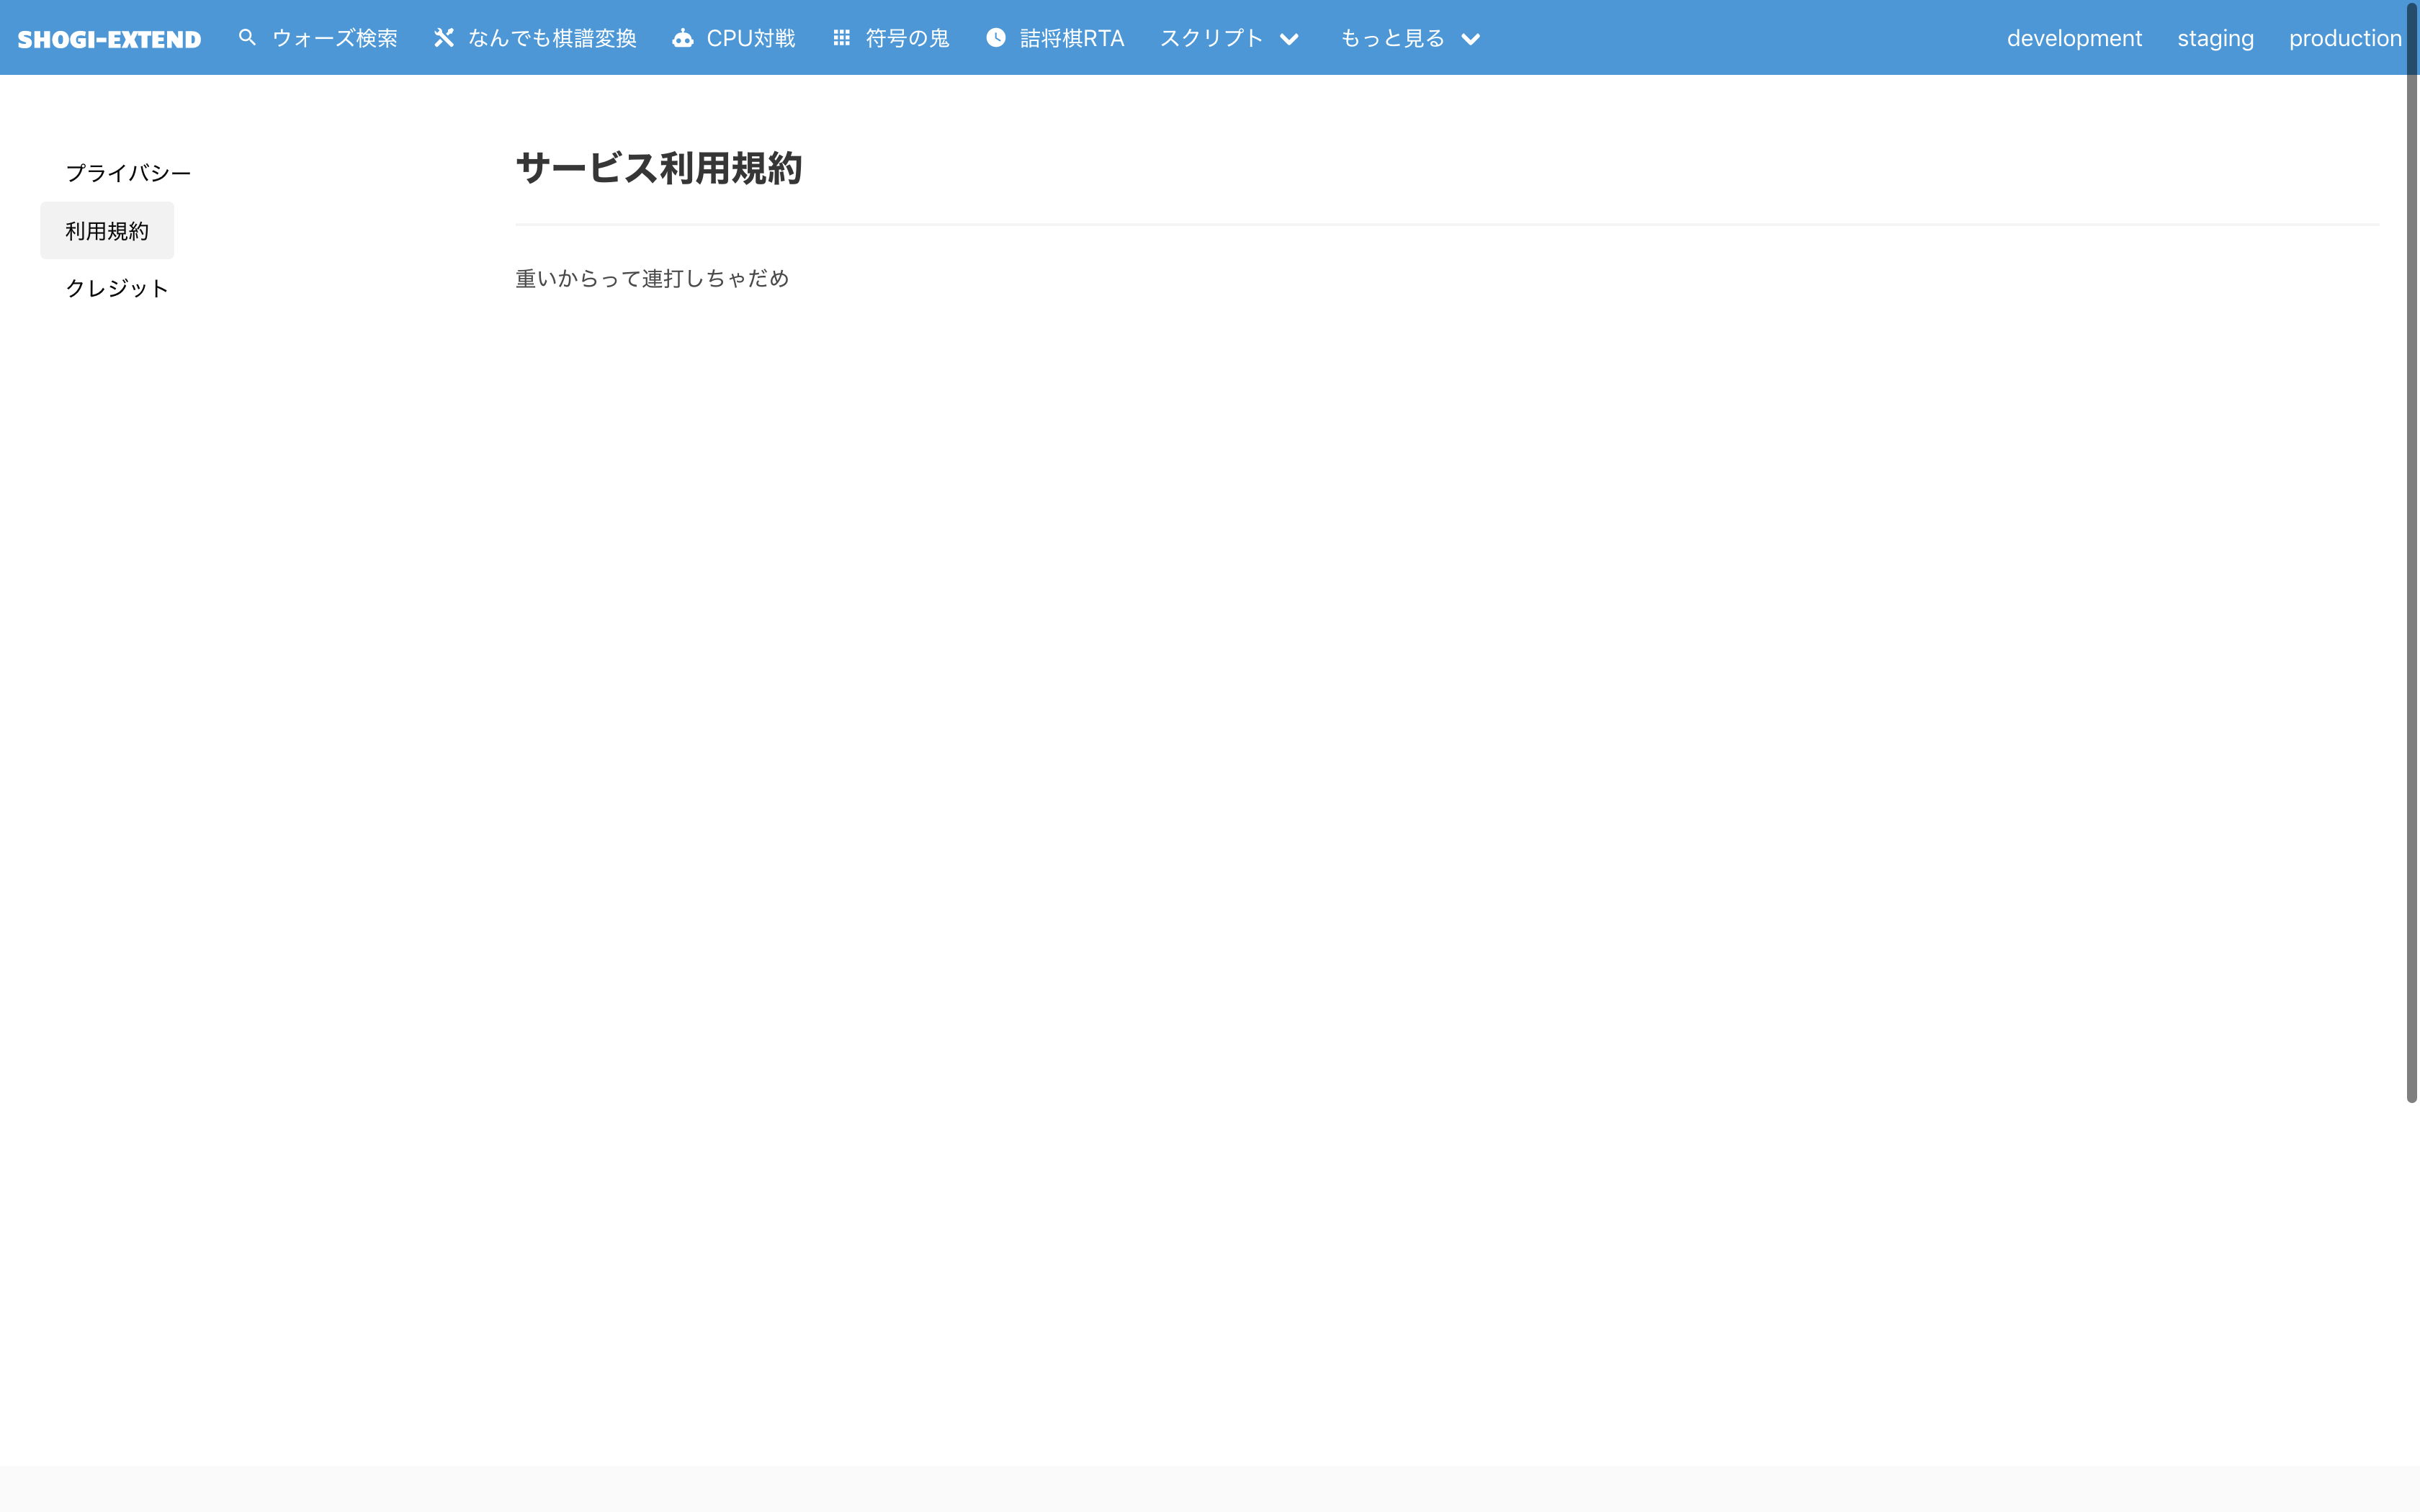 SHOGI-EXTEND ウォーズ検索 なんでも棋譜変換 CPU対戦 符号の鬼 詰将棋RTA スクリプト もっと見る development staging production
プライバシー
利用規約
クレジット
サービス利用規約
重いからって連打しちゃだめ